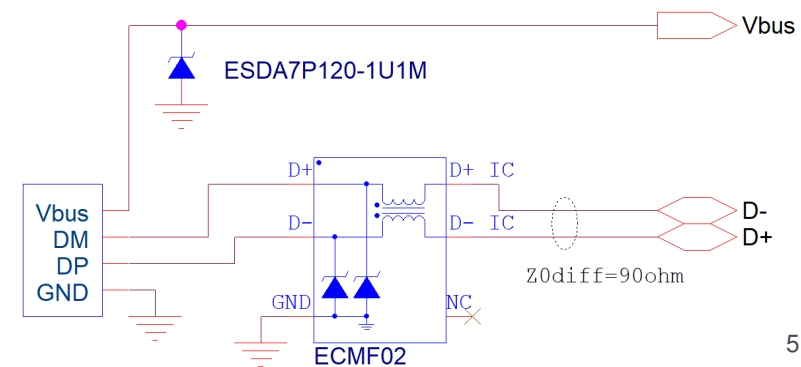 Vbus
ESDA7P120-1U1M
D+
D+ IC
Vbus
D-
D- IC
D-
DM
D+
DP
Z0diff=90ohm
GND
GND
NC
ECMF02
5